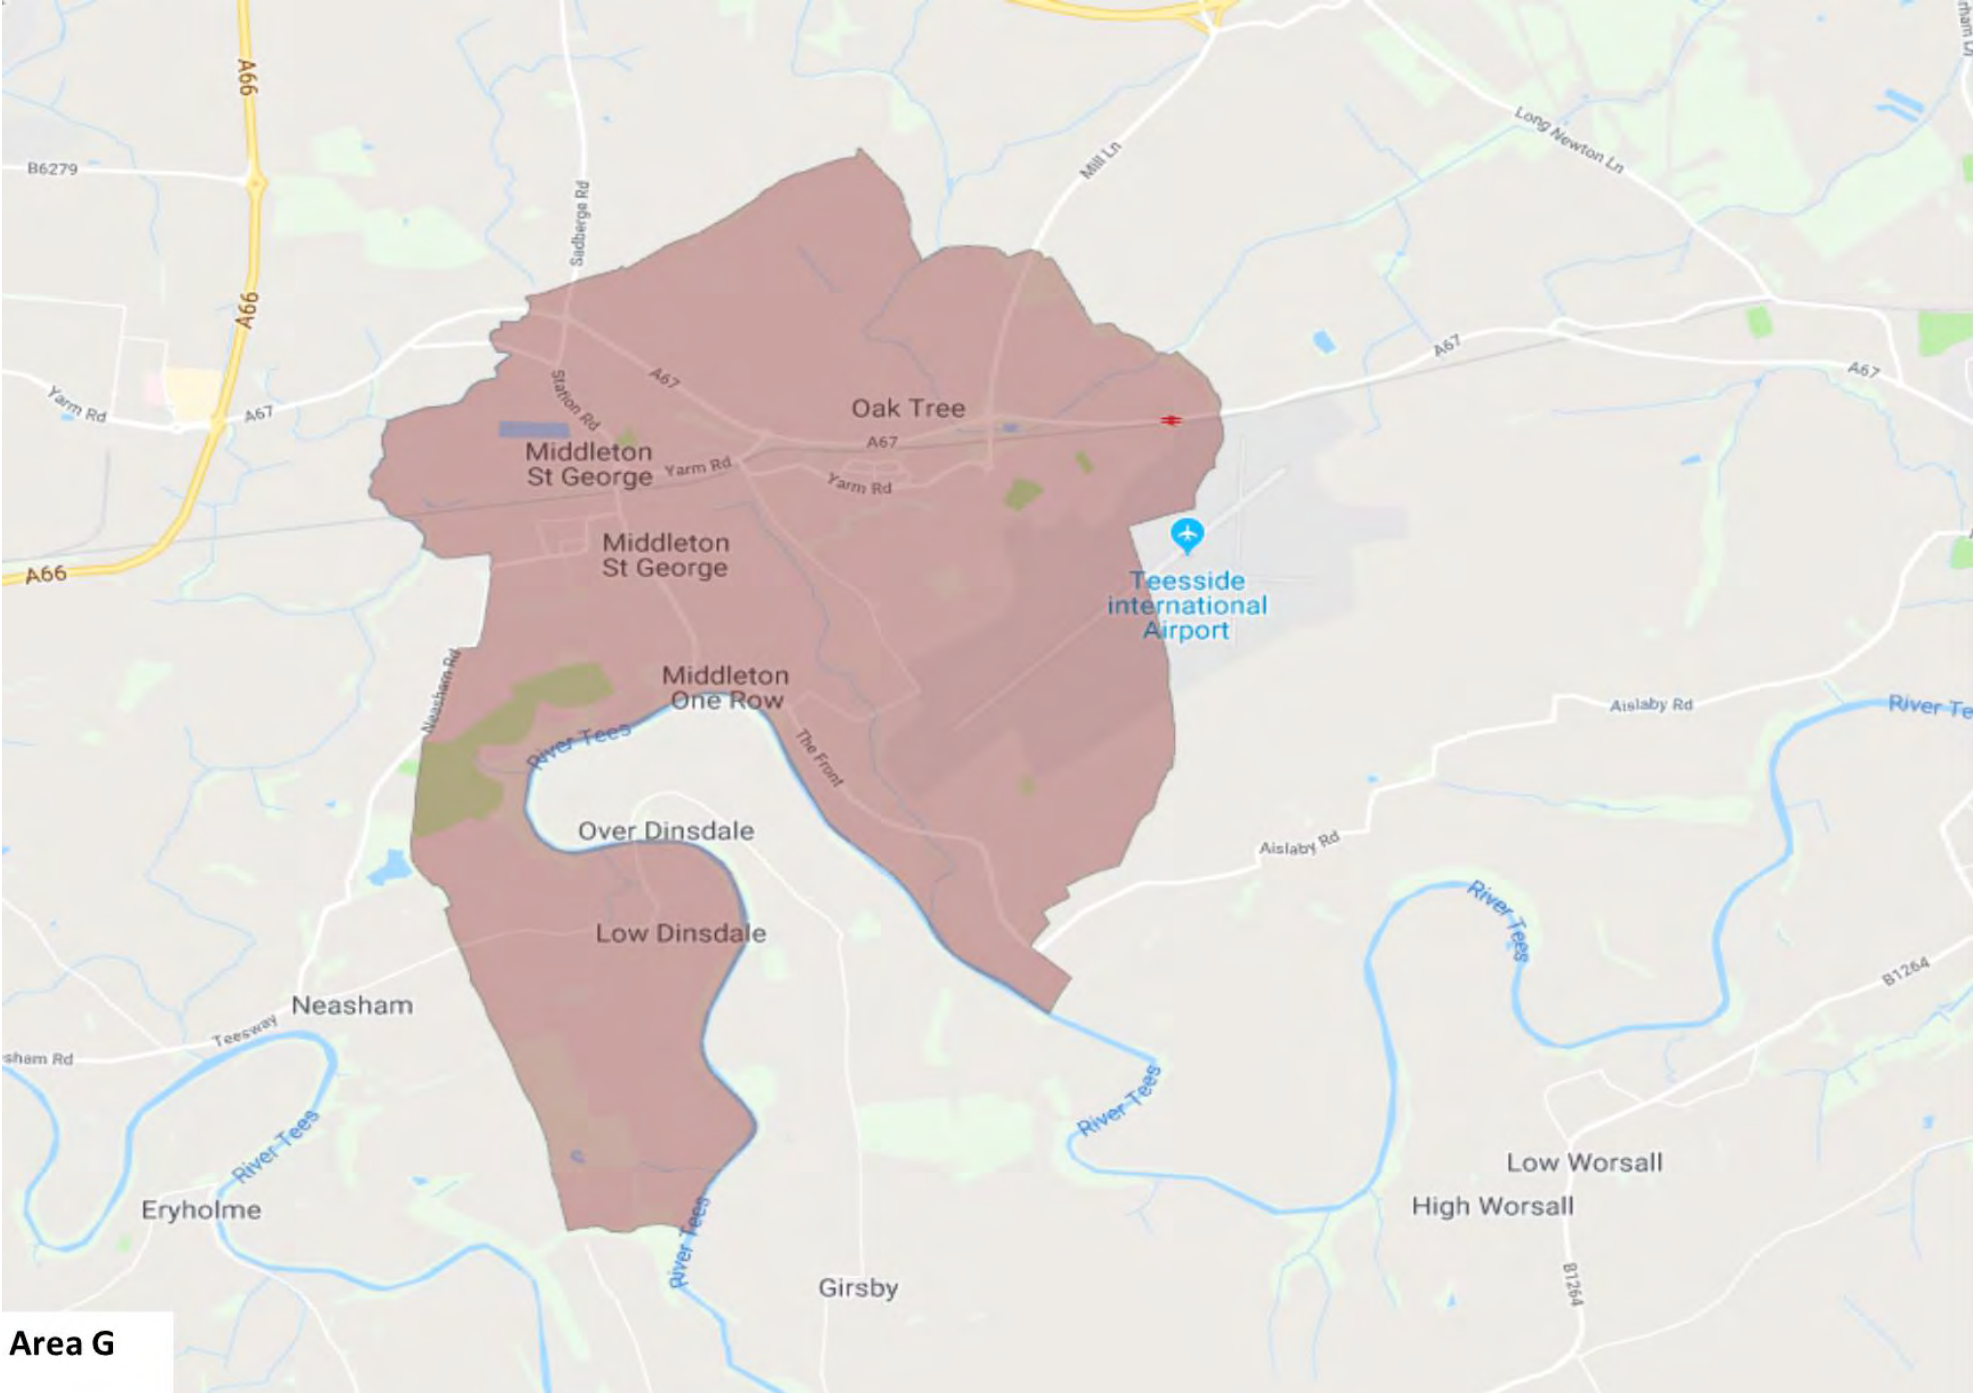 A66
Long Newton Ln
Mill Ln
B6279
Sadberge Rd
A66
A67
A67
Station Rd
A67
Yarm Rd
A67
Oak Tree
A67
Middleton
St George
Yarm Rd
Yarm Rd
Middleton
St George
A66
Teesside
international
Airport
Neasham Rd
Middleton
One Row
Aislaby Rd
River Te
River Tees
The Front
Over Dinsdale
Aislaby Rd
River Tees
Low Dinsdale
B1264
Neasham
Teesway
sham Rd
River Tees
River Tees
Low Worsall
High Worsall
Eryholme
River Tees
Girsby
B1264
Area G